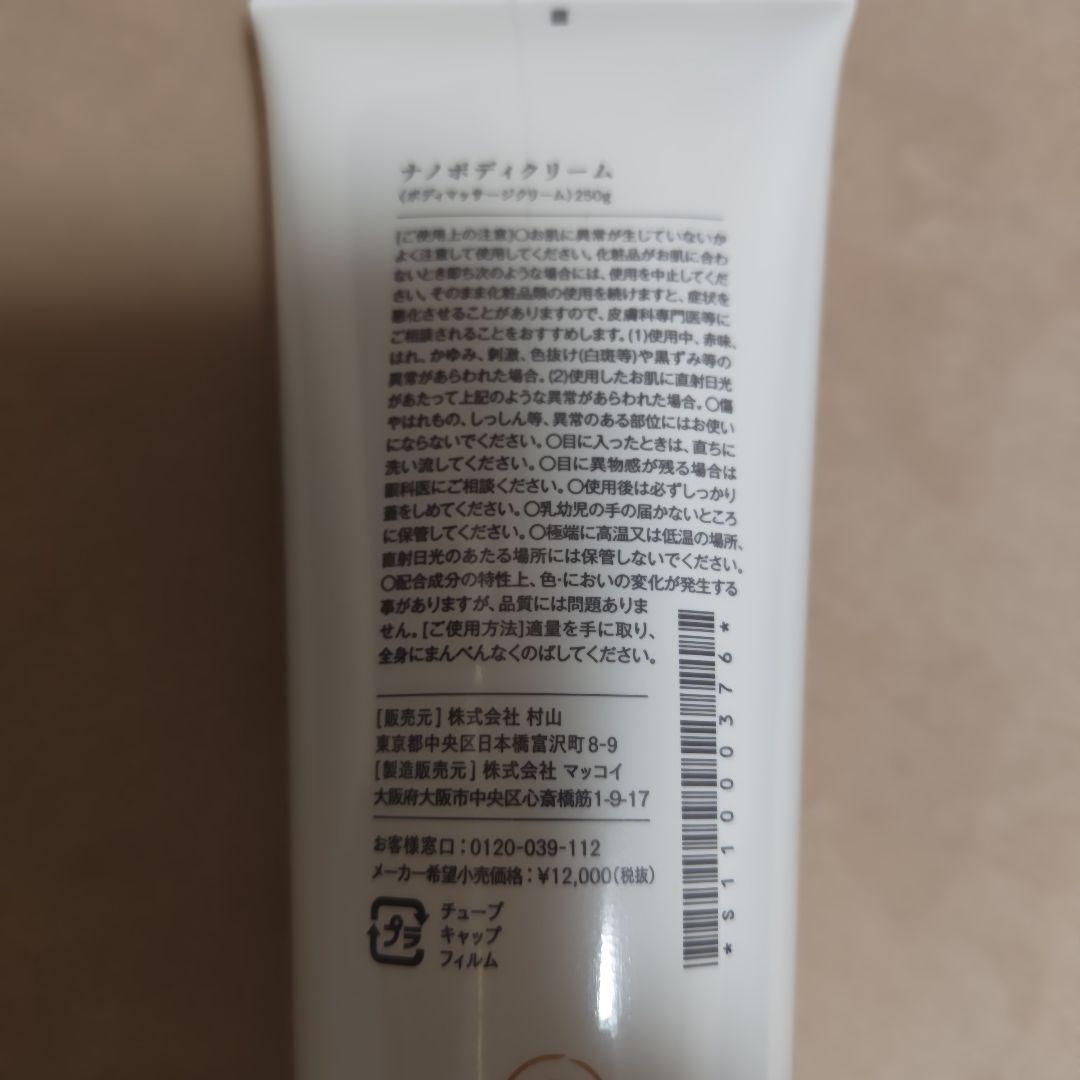 ナノボディクリーム
〈ボディマッサージクリーム〉250g
[ご使用上の注意]〇お肌に異常が生じていないか
よく注意して使用してください。化粧品がお肌に合わ
ないとき即ち次のような場合には、使用を中止してくだ
さい。そのまま化粧品類の使用を続けますと、症状を
悪化させることがありますので、皮膚科専門医等に
ご相談されることをおすすめします。(1)使用中、赤味、
はれ、かゆみ、刺激、色抜け(白斑等)や黒ずみ等の
異常があらわれた場合。(2)使用したお肌に直射日光
があたって上記のような異常があらわれた場合。〇傷
やはれもの、しっしん等、異常のある部位にはお使い
にならないでください。〇目に入ったときは、直ちに
洗い流してください。〇目に異物感が残る場合は
眼科医にご相談ください。〇使用後は必ずしっかり
蓋をしめてください。〇乳幼児の手の届かないところ
に保管してください。〇極端に高温又は低温の場所、
直射日光のあたる場所には保管しないでください。
〇配合成分の特性上、色・においの変化が発生する
事がありますが、品質には問題ありま
せん。[ご使用方法]適量を手に取り、
全身にまんべんなくのばしてください。
[販売元] 株式会社 村山
東京都中央区日本橋富沢町8-9
[製造販売元] 株式会社 マッコイ
大阪府大阪市中央区心斎橋筋1-9-17
お客様窓口：0120-039-112
メーカー希望小売価格：¥12,000(税抜)
プラ
チューブ
キャップ
フィルム
*S11000376*